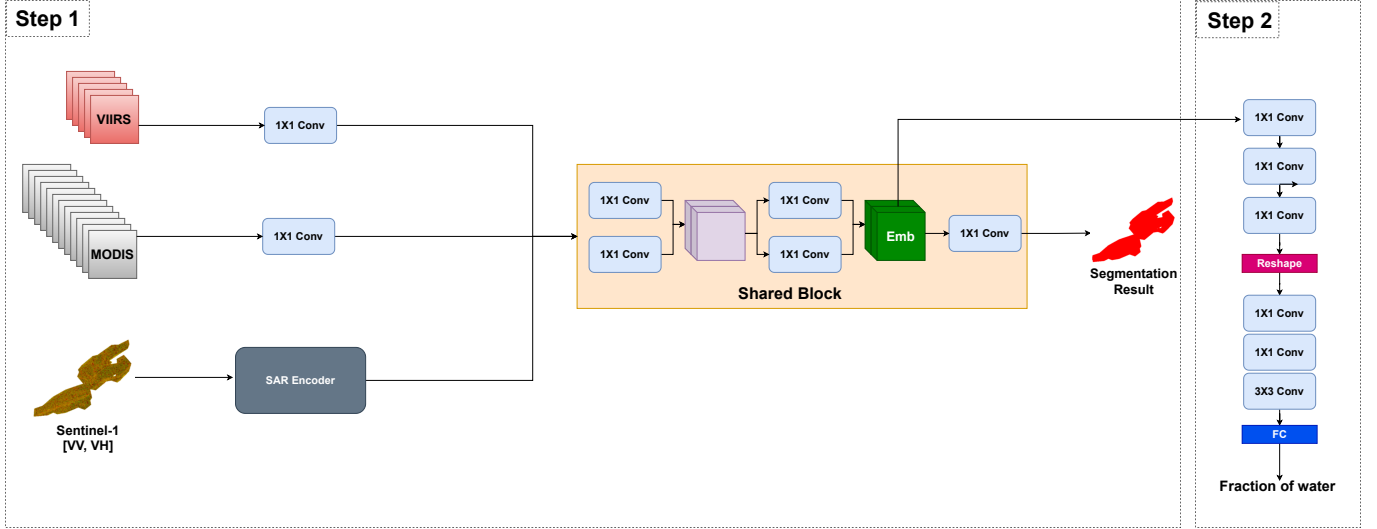 Step 1
VIIRS
1X1 Conv
MODIS
1X1 Conv
Sentinel-1
[VV, VH]
SAR Encoder
1X1 Conv
1X1 Conv
1X1 Conv
1X1 Conv
Emb
1X1 Conv
Shared Block
Segmentation
Result
Step 2
1X1 Conv
1X1 Conv
1X1 Conv
Reshape
1X1 Conv
1X1 Conv
3X3 Conv
FC
Fraction of water